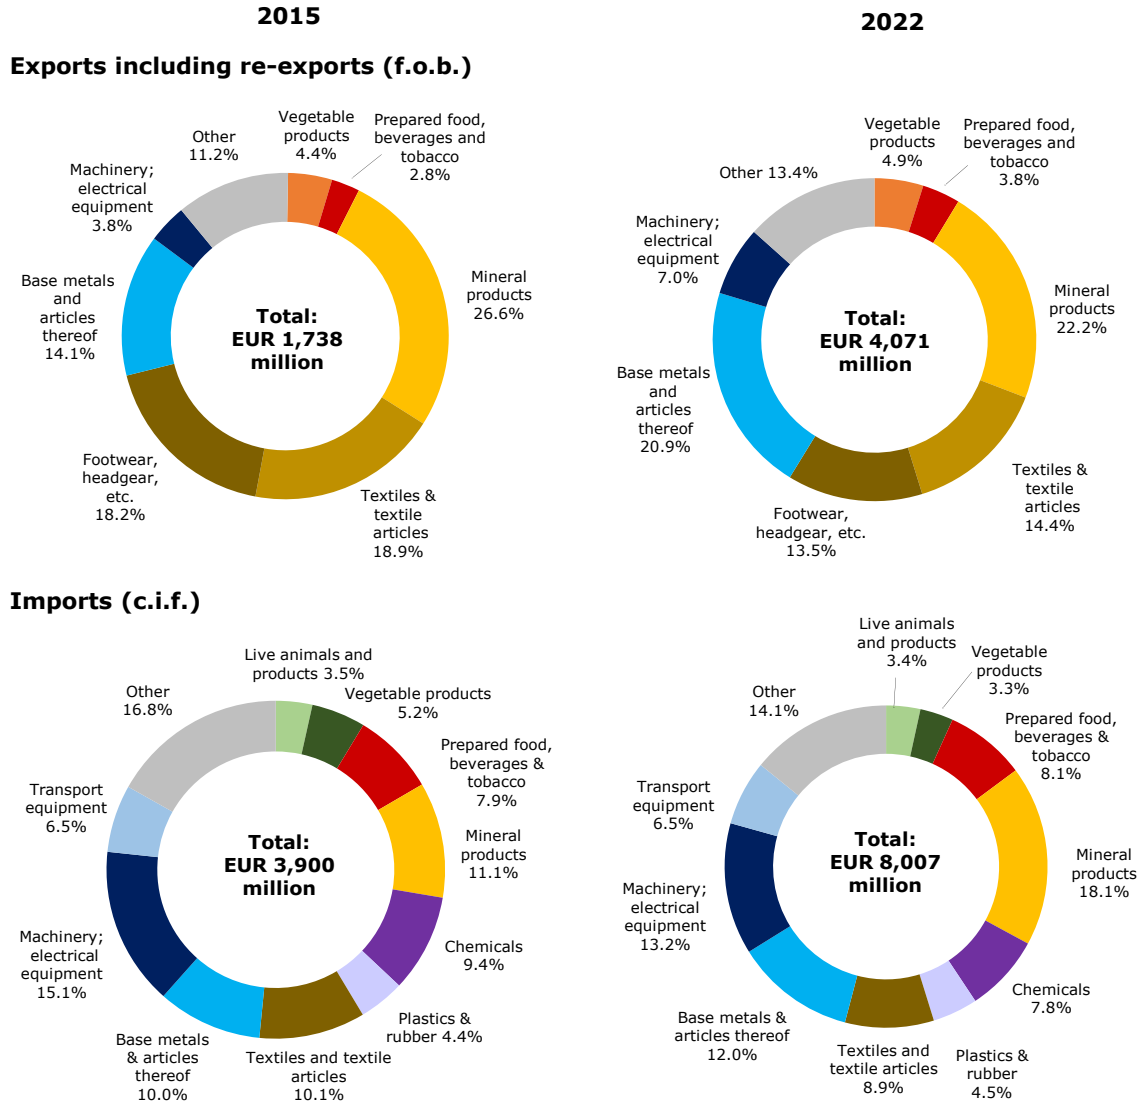 2015
2022
Exports including re-exports (f.o.b.)
Vegetable
products
4.4%
Prepared food,
beverages and
tobacco
2.8%
Mineral
products
26.6%
Textiles &
textile
articles
18.9%
Footwear,
headgear,
etc.
18.2%
Base metals
and
articles
thereof
14.1%
Machinery;
electrical
equipment
3.8%
Other
11.2%
Total:
EUR 1,738
million
Vegetable
products
4.9%
Prepared food,
beverages and
tobacco
3.8%
Mineral
products
22.2%
Textiles &
textile
articles
14.4%
Footwear,
headgear, etc.
13.5%
Base metals
and
articles
thereof
20.9%
Machinery;
electrical
equipment
7.0%
Other 13.4%
Total:
EUR 4,071
million
Imports (c.i.f.)
Live animals and
products 3.5%
Vegetable products
5.2%
Prepared food,
beverages &
tobacco
7.9%
Mineral
products
11.1%
Chemicals
9.4%
Plastics &
rubber 4.4%
Textiles and textile
articles
10.1%
Base metals
& articles
thereof
10.0%
Machinery;
electrical
equipment
15.1%
Transport
equipment
6.5%
Other
16.8%
Total:
EUR 3,900
million
Live animals
and products
3.4%
Vegetable
products
3.3%
Prepared food,
beverages &
tobacco
8.1%
Mineral
products
18.1%
Chemicals
7.8%
Plastics &
rubber
4.5%
Textiles and
textile articles
8.9%
Base metals &
articles thereof
12.0%
Machinery;
electrical
equipment
13.2%
Transport
equipment
6.5%
Other
14.1%
Total:
EUR 8,007
million